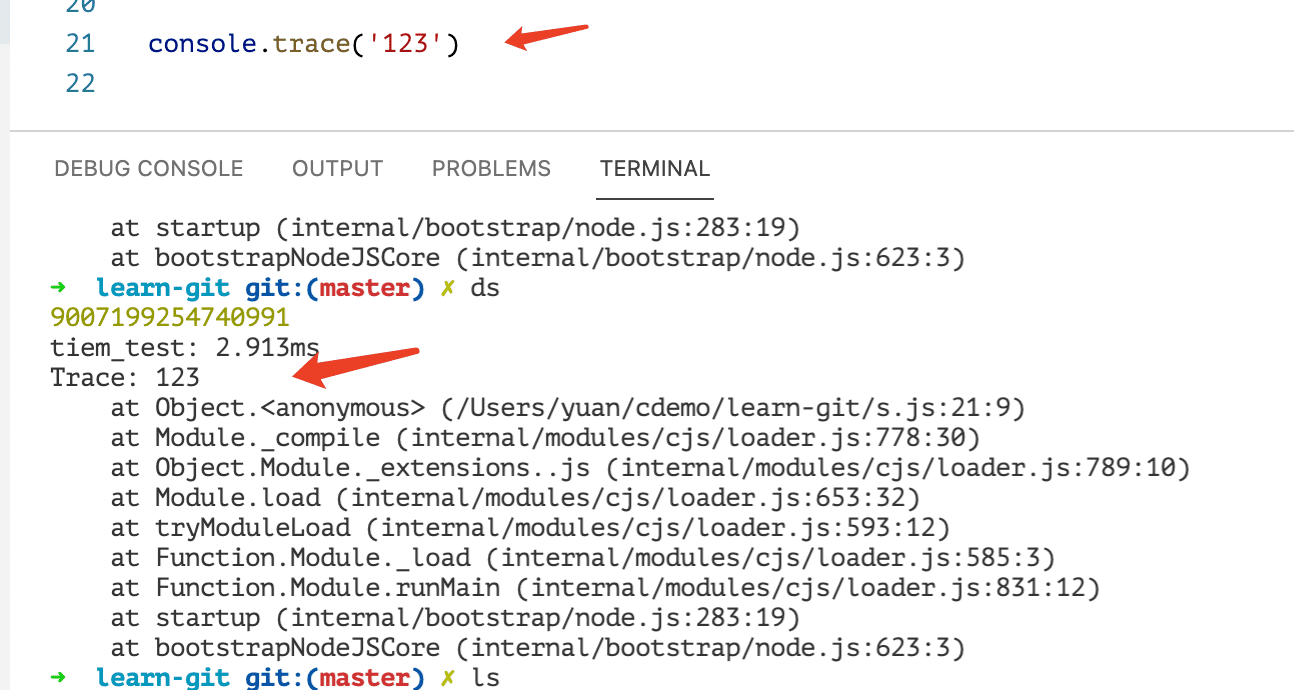 20
21 console.trace('123')
22
DEBUG CONSOLE OUTPUT PROBLEMS TERMINAL
at startup (internal/bootstrap/node.js:283:19)
at bootstrapNodeJSCore (internal/bootstrap/node.js:623:3)
➜ learn-git git:(master) ✗ ds
9007199254740991
tiem_test: 2.913ms
Trace: 123
at Object.<anonymous> (/Users/yuan/cdemo/learn-git/s.js:21:9)
at Module._compile (internal/modules/cjs/loader.js:778:30)
at Object.Module._extensions..js (internal/modules/cjs/loader.js:789:10)
at Module.load (internal/modules/cjs/loader.js:653:32)
at tryModuleLoad (internal/modules/cjs/loader.js:593:12)
at Function.Module._load (internal/modules/cjs/loader.js:585:3)
at Function.Module.runMain (internal/modules/cjs/loader.js:831:12)
at startup (internal/bootstrap/node.js:283:19)
at bootstrapNodeJSCore (internal/bootstrap/node.js:623:3)
➜ learn-git git:(master) ✗ ls